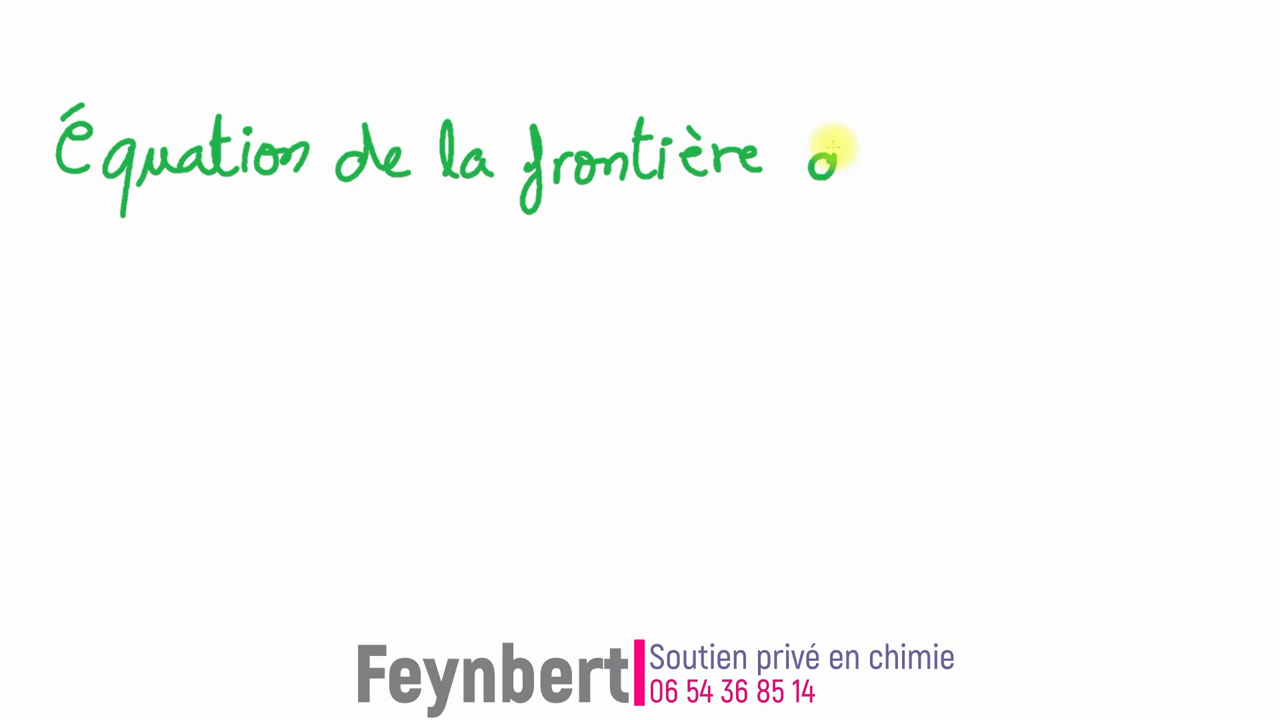 Équation de la frontière
Feynbert
Soutien privé en chimie
06 54 36 85 14